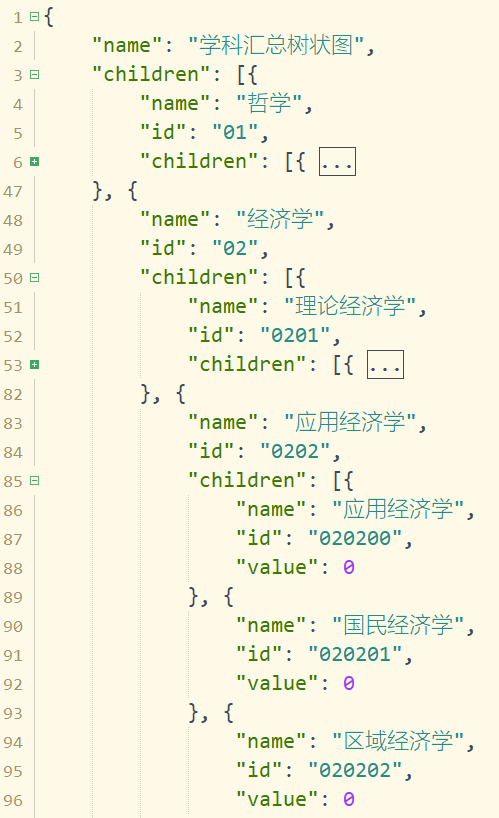 1 {
2 "name": "学科汇总树状图",
3 "children": [{
4 "name": "哲学",
5 "id": "01",
6 "children": [{ ...
47 }, {
48 "name": "经济学",
49 "id": "02",
50 "children": [{
51 "name": "理论经济学",
52 "id": "0201",
53 "children": [{ ...
82 }, {
83 "name": "应用经济学",
84 "id": "0202",
85 "children": [{
86 "name": "应用经济学",
87 "id": "020200",
88 "value": 0
89 }, {
90 "name": "国民经济学",
91 "id": "020201",
92 "value": 0
93 }, {
94 "name": "区域经济学",
95 "id": "020202",
96 "value": 0